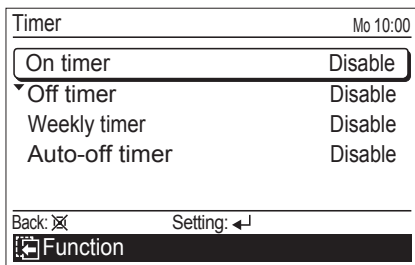 Timer Mo 10:00
On timer Disable
Off timer Disable
Weekly timer Disable
Auto-off timer Disable
Back: Setting:
Function